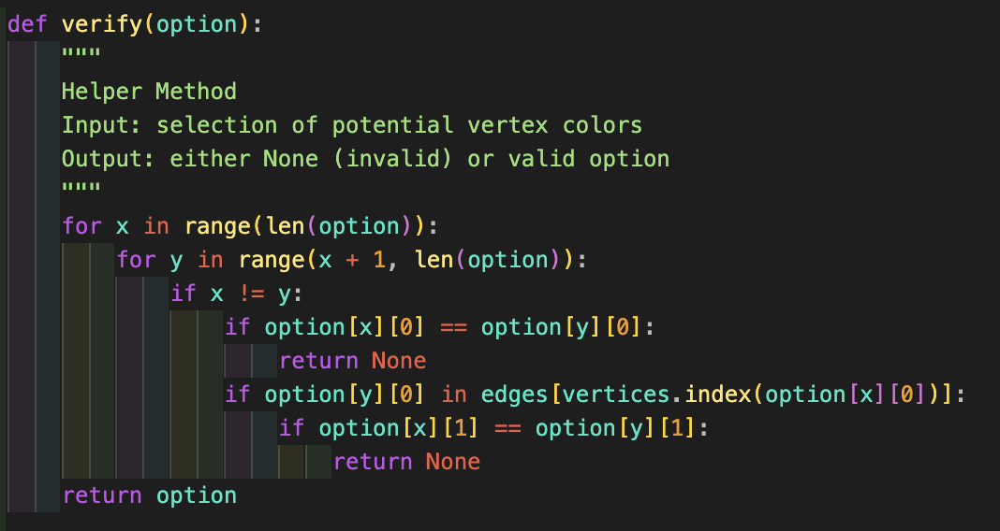 def verify(option):
"""
Helper Method
Input: selection of potential vertex colors
Output: either None (invalid) or valid option
"""
for x in range(len(option)):
for y in range(x + 1, len(option)):
if x != y:
if option[x][0] == option[y][0]:
return None
if option[y][0] in edges[vertices.index(option[x][0])]:
if option[x][1] == option[y][1]:
return None
return option